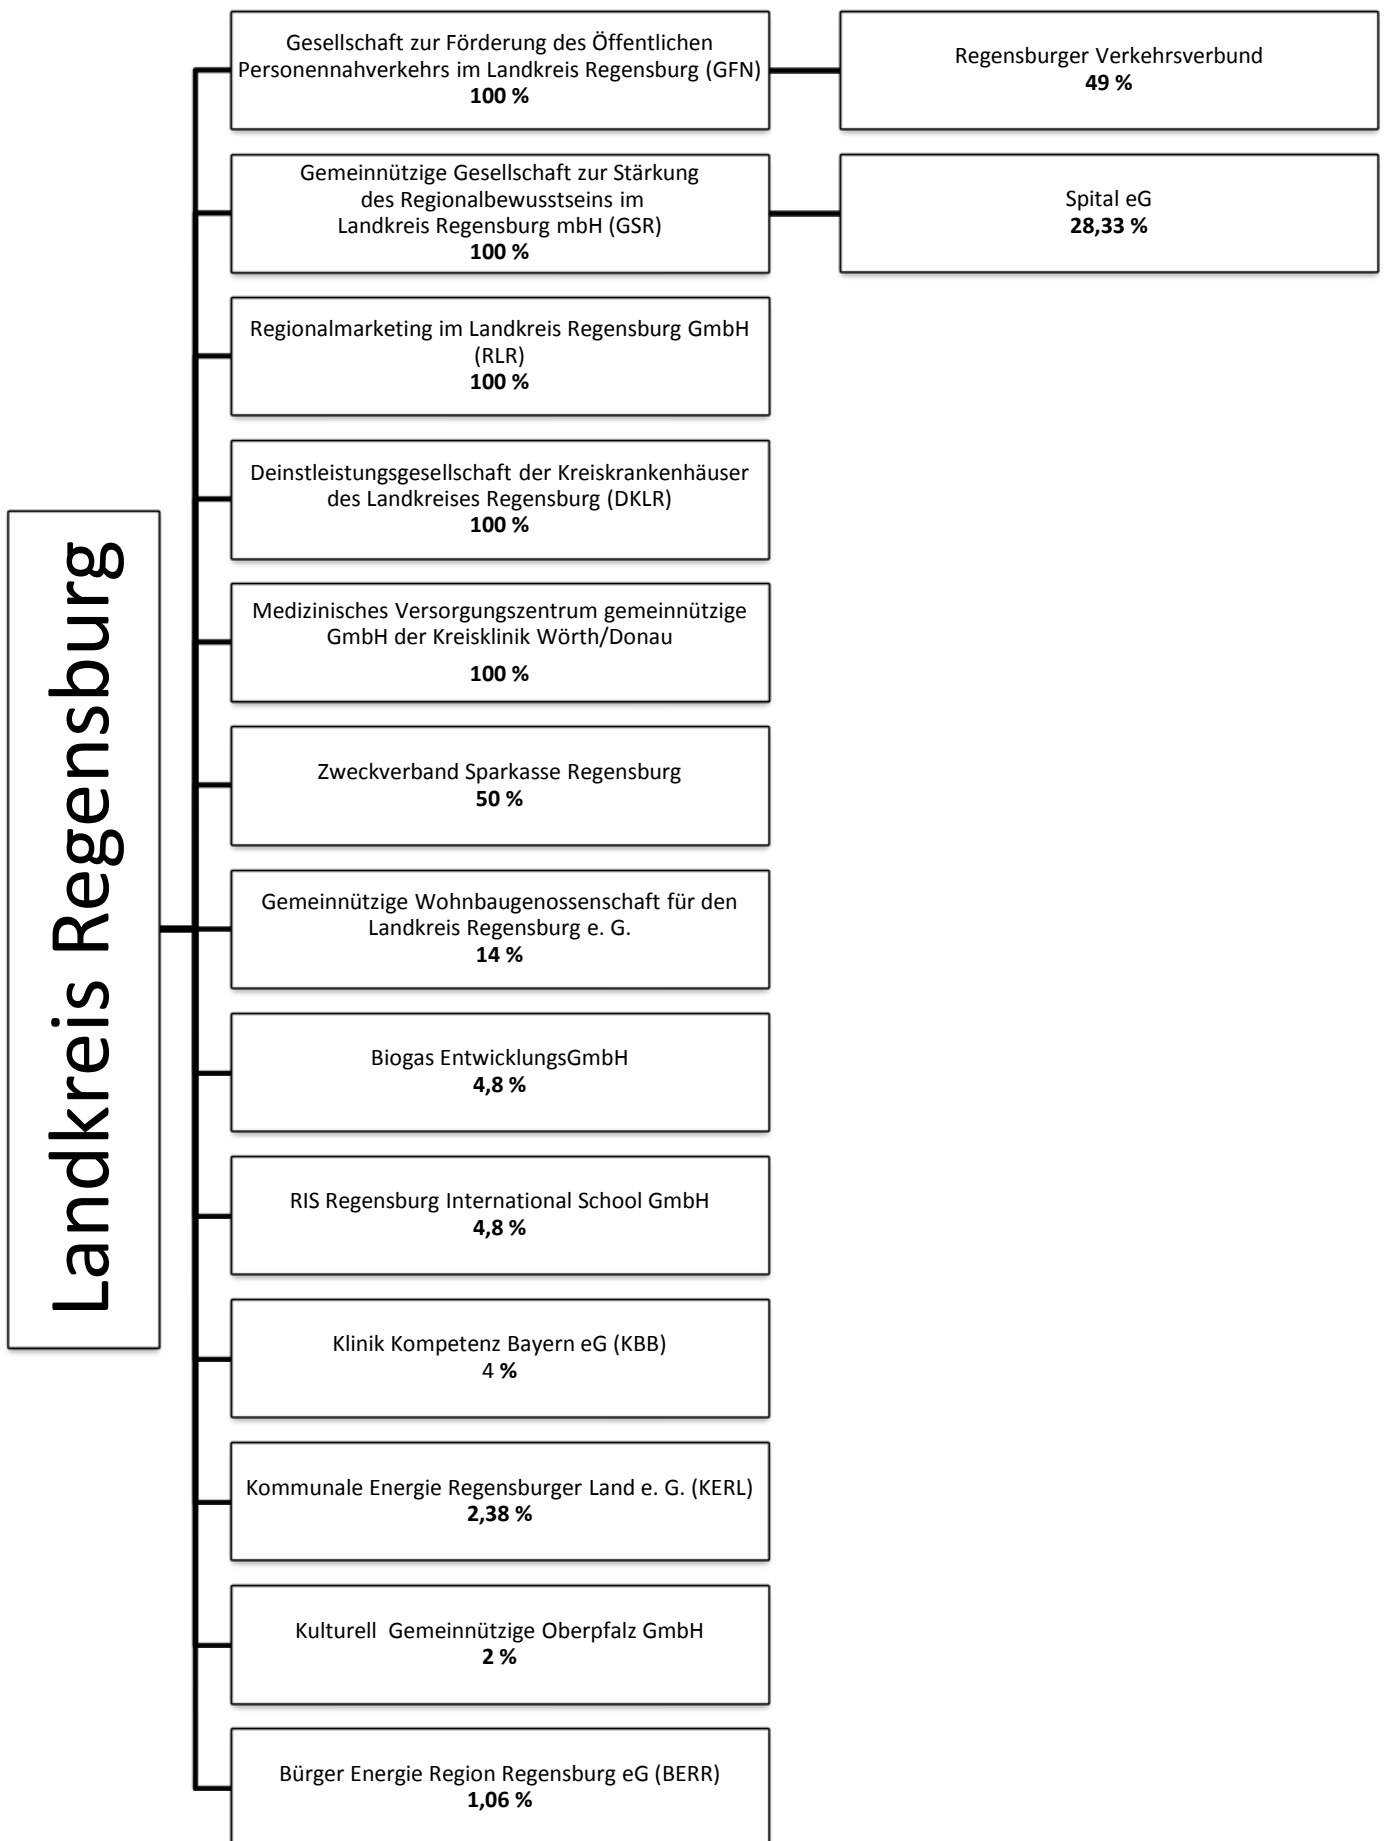 Landkreis Regensburg
Gesellschaft zur Förderung des Öffentlichen
Personennahverkehrs im Landkreis Regensburg (GFN)
100 %
Regensburger Verkehrsverbund
49 %
Gemeinnützige Gesellschaft zur Stärkung
des Regionalbewusstseins im
Landkreis Regensburg mbH (GSR)
100 %
Spital eG
28,33 %
Regionalmarketing im Landkreis Regensburg GmbH
(RLR)
100 %
Deinstleistungsgesellschaft der Kreiskrankenhäuser
des Landkreises Regensburg (DKLR)
100 %
Medizinisches Versorgungszentrum gemeinnützige
GmbH der Kreisklinik Wörth/Donau
100 %
Zweckverband Sparkasse Regensburg
50 %
Gemeinnützige Wohnbaugenossenschaft für den
Landkreis Regensburg e. G.
14 %
Biogas EntwicklungsGmbH
4,8 %
RIS Regensburg International School GmbH
4,8 %
Klinik Kompetenz Bayern eG (KBB)
4 %
Kommunale Energie Regensburger Land e. G. (KERL)
2,38 %
Kulturell  Gemeinnützige Oberpfalz GmbH
2 %
Bürger Energie Region Regensburg eG (BERR)
1,06 %